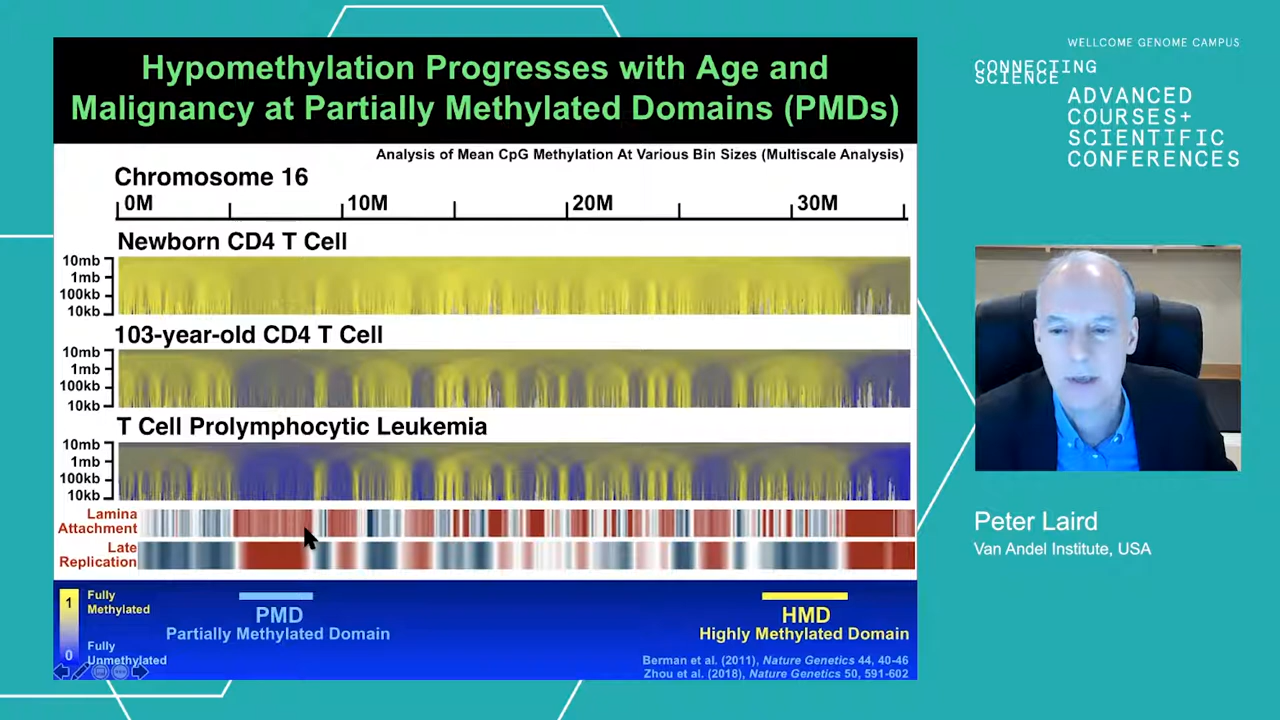 Hypomethylation Progresses with Age and
Malignancy at Partially Methylated Domains (PMDs)
Analysis of Mean CpG Methylation At Various Bin Sizes (Multiscale Analysis)
Chromosome 16
0M 10M 20M 30M
Newborn CD4 T Cell
10mb
1mb
100kb
10kb
103-year-old CD4 T Cell
10mb
1mb
100kb
10kb
T Cell Prolymphocytic Leukemia
10mb
1mb
100kb
10kb
Lamina
Attachment
Late
Replication
1
Fully
Methylated
0
Fully
Unmethylated
PMD
Partially Methylated Domain
HMD
Highly Methylated Domain
Berman et al. (2011), Nature Genetics 44, 40-46
Zhou et al. (2018), Nature Genetics 50, 591-602
WELLCOME GENOME CAMPUS
CONNECTING
SCIENCE
ADVANCED
COURSES+
SCIENTIFIC
CONFERENCES
Peter Laird
Van Andel Institute, USA